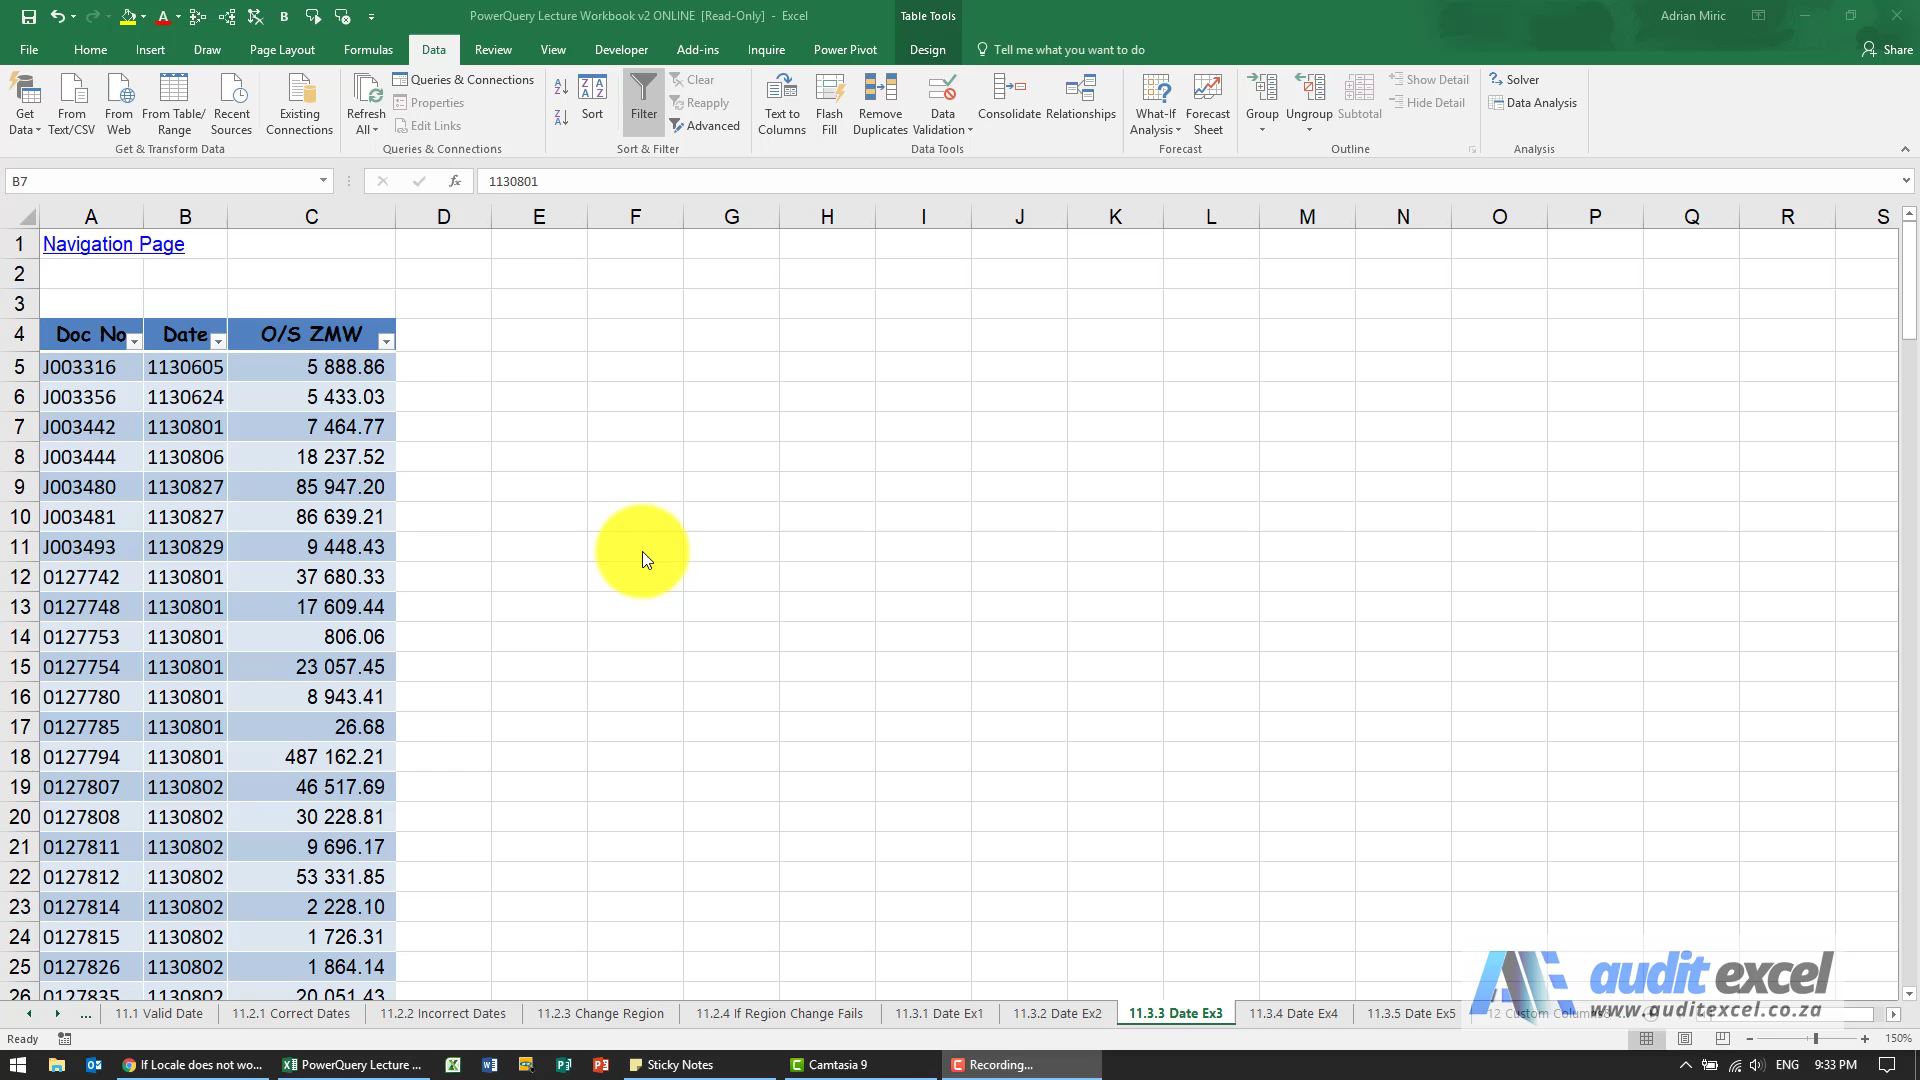 PowerQuery Lecture Workbook v2 ONLINE [Read-Only] - Excel
Table Tools
Adrian Miric
File Home Insert Draw Page Layout Formulas Data Review View Developer Add-ins Inquire Power Pivot Design Tell me what you want to do Share
Get Data
From Text/CSV
From Web
From Table/ Range
Recent Sources
Existing Connections
Get & Transform Data
Refresh All
Queries & Connections
Properties
Edit Links
Queries & Connections
Sort
Filter
Clear
Reapply
Advanced
Sort & Filter
Text to Columns
Flash Fill
Remove Duplicates
Data Validation
Consolidate
Relationships
Data Tools
What-If Analysis
Forecast Sheet
Forecast
Group
Ungroup
Subtotal
Show Detail
Hide Detail
Outline
Solver
Data Analysis
Analysis
B7
fx
1130801
A B C D E F G H I J K L M N O P Q R S
1 Navigation Page
2
3
4 Doc No Date O/S ZMW
5 J003316 1130605 5 888.86
6 J003356 1130624 5 433.03
7 J003442 1130801 7 464.77
8 J003444 1130806 18 237.52
9 J003480 1130827 85 947.20
10 J003481 1130827 86 639.21
11 J003493 1130829 9 448.43
12 0127742 1130801 37 680.33
13 0127748 1130801 17 609.44
14 0127753 1130801 806.06
15 0127754 1130801 23 057.45
16 0127780 1130801 8 943.41
17 0127785 1130801 26.68
18 0127794 1130801 487 162.21
19 0127807 1130802 46 517.69
20 0127808 1130802 30 228.81
21 0127811 1130802 9 696.17
22 0127812 1130802 53 331.85
23 0127814 1130802 2 228.10
24 0127815 1130802 1 726.31
25 0127826 1130802 1 864.14
26 0127835 1130802 20 051.43
audit excel
www.auditexcel.co.za
... 11.1 Valid Date 11.2.1 Correct Dates 11.2.2 Incorrect Dates 11.2.3 Change Region 11.2.4 If Region Change Fails 11.3.1 Date Ex1 11.3.2 Date Ex2 11.3.3 Date Ex3 11.3.4 Date Ex4 11.3.5 Date Ex5 12 Custom
Ready
150%
If Locale does not wo...
PowerQuery Lecture ...
Sticky Notes
Camtasia 9
Recording...
ENG
9:33 PM